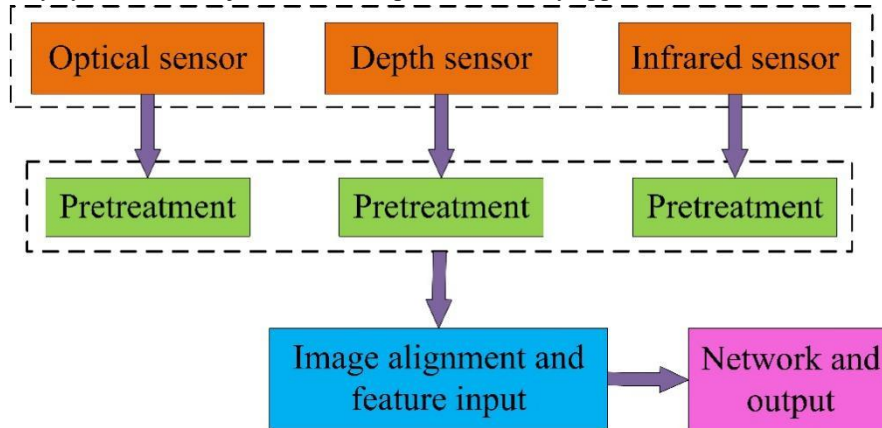 Optical sensor
Depth sensor
Infrared sensor
Pretreatment
Pretreatment
Pretreatment
Image alignment and
feature input
Network and
output